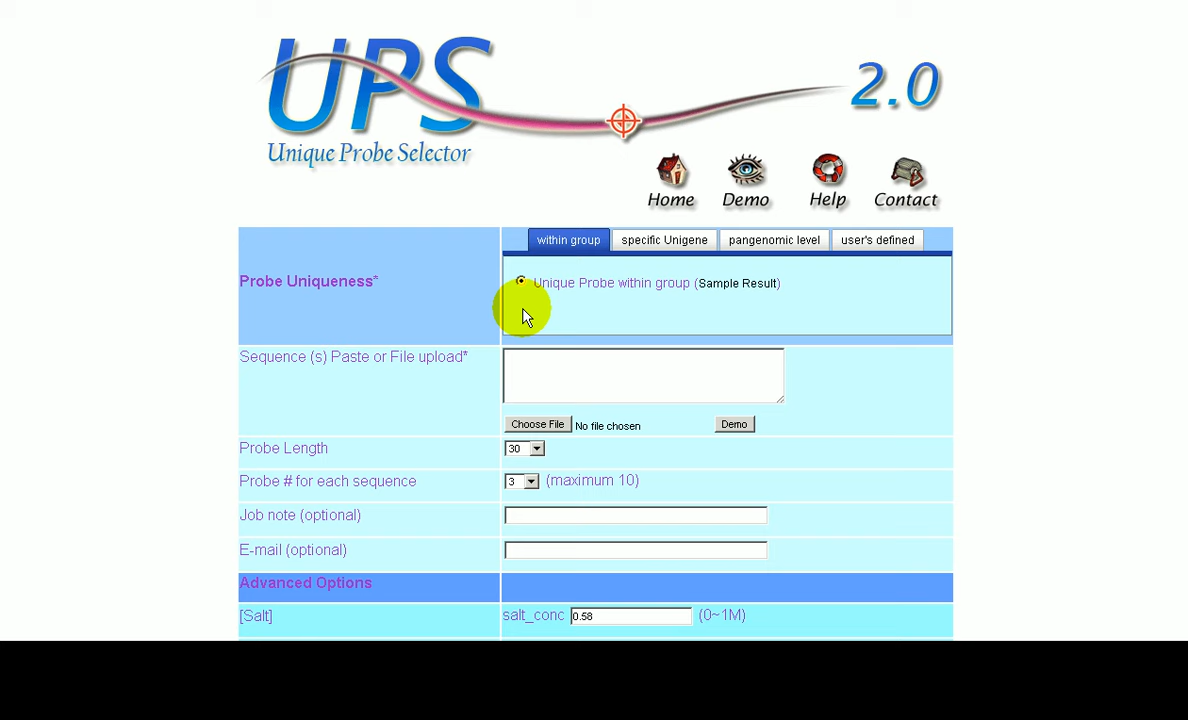 UPS 2.0
Unique Probe Selector
Home Demo Help Contact
within group specific Unigene pangenomic level user's defined
Probe Uniqueness* Unique Probe within group (Sample Result)
Sequence (s) Paste or File upload*
Choose File No file chosen Demo
Probe Length 30
Probe # for each sequence 3 (maximum 10)
Job note (optional)
E-mail (optional)
Advanced Options
[Salt] salt_conc 0.58 (0~1M)